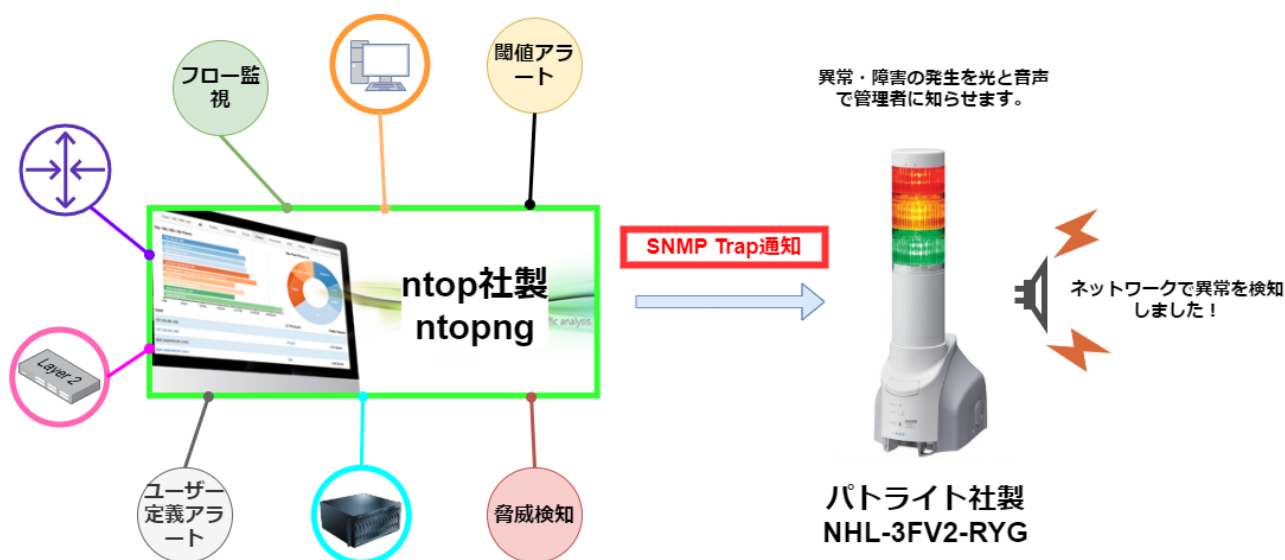 フロー監
視
閾値アラ
ート
異常・障害の発生を光と音声
で管理者に知らせます。
ntop社製
ntopng
SNMP Trap通知
ネットワークで異常を検知
しました！
Layer 2
ユーザー
定義アラ
ート
脅威検知
パトライト社製
NHL-3FV2-RYG